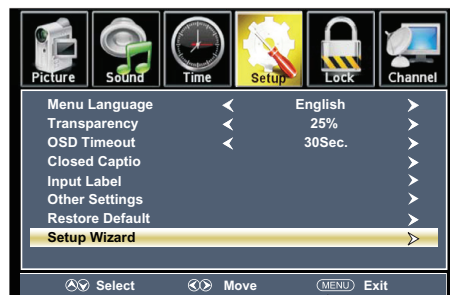 Picture Sound Time Setup Lock Channel
Menu Language English
Transparency 25%
OSD Timeout 30Sec.
Closed Captio
Input Label
Other Settings
Restore Default
Setup Wizard
Select Move MENU Exit